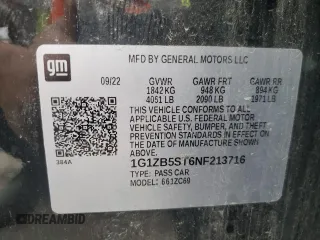 gm
MFD BY GENERAL MOTORS LLC
09/22 GVWR GAWR FRT GAWR RR
1842 KG 948 KG 894 KG
4051 LB 2090 LB 1971 LB
THIS VEHICLE CONFORMS TO ALL
APPLICABLE U.S. FEDERAL MOTOR
VEHICLE SAFETY, BUMPER, AND THEFT
PREVENTION STANDARDS IN
EFFECT ON THE DATE OF
MANUFACTURE SHOWN ABOVE.
384A
1G1ZB5ST6NF213716
TYPE: PASS CAR
MODEL: 661ZC69
AUTOBIDMASTER